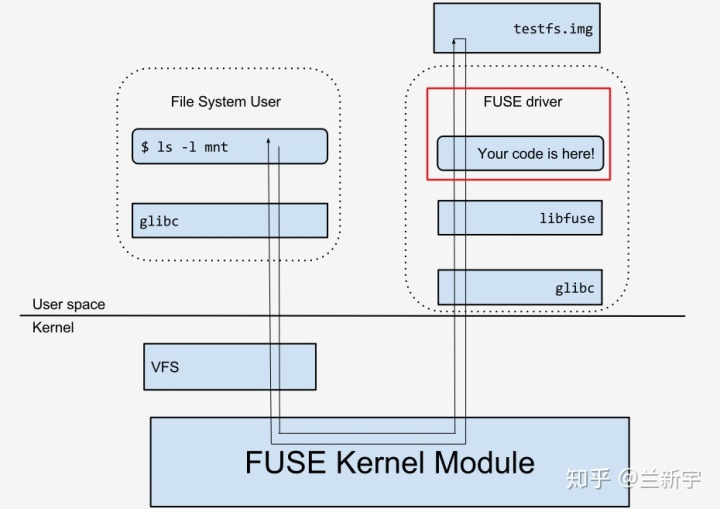 testfs.img
File System User
FUSE driver
$ ls -l mnt
Your code is here!
glibc
libfuse
glibc
User space
Kernel
VFS
FUSE Kernel Module
知乎 @兰新宇